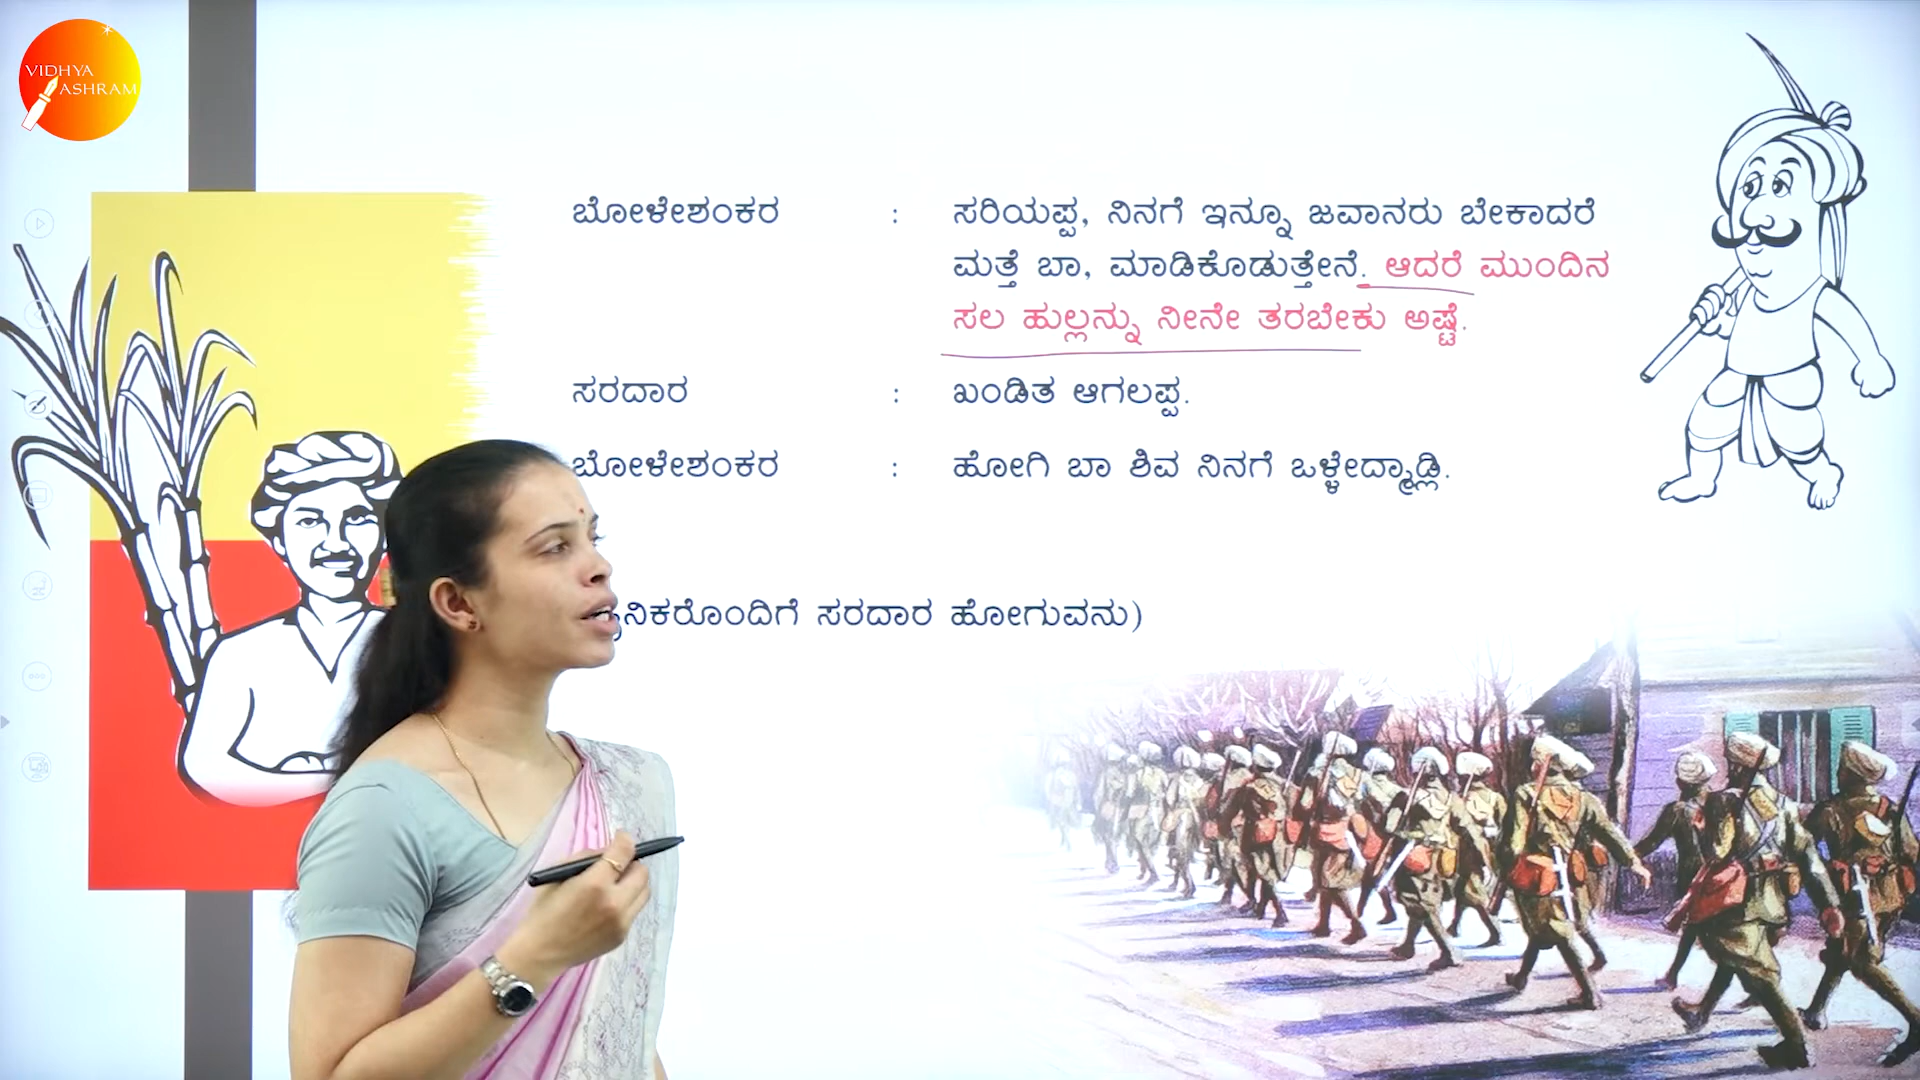 VIDHYA
ASHRAM
ಬೋಳೇಶಂಕರ : ಸರಿಯಪ್ಪ, ನಿನಗೆ ಇನ್ನೂ ಜವಾನರು ಬೇಕಾದರೆ
ಮತ್ತೆ ಬಾ, ಮಾಡಿಕೊಡುತ್ತೇನೆ. ಆದರೆ ಮುಂದಿನ
ಸಲ ಹುಲ್ಲನ್ನು ನೀನೇ ತರಬೇಕು ಅಷ್ಟೆ.
ಸರದಾರ : ಖಂಡಿತ ಆಗಲಪ್ಪ.
ಬೋಳೇಶಂಕರ : ಹೋಗಿ ಬಾ ಶಿವ ನಿನಗೆ ಒಳ್ಳೇದ್ಮಾಡ್ಲಿ.
ಸರದಾರ ಹೋಗುವನು)